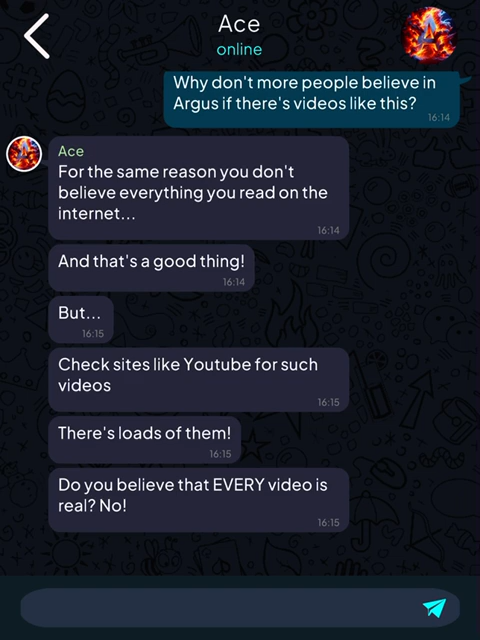 Ace
online
Why don't more people believe in
Argus if there's videos like this?
16:14
Ace
For the same reason you don't
believe everything you read on the
internet...
16:14
And that's a good thing!
16:14
But...
16:15
Check sites like Youtube for such
videos
16:15
There's loads of them!
16:15
Do you believe that EVERY video is
real? No!
16:15